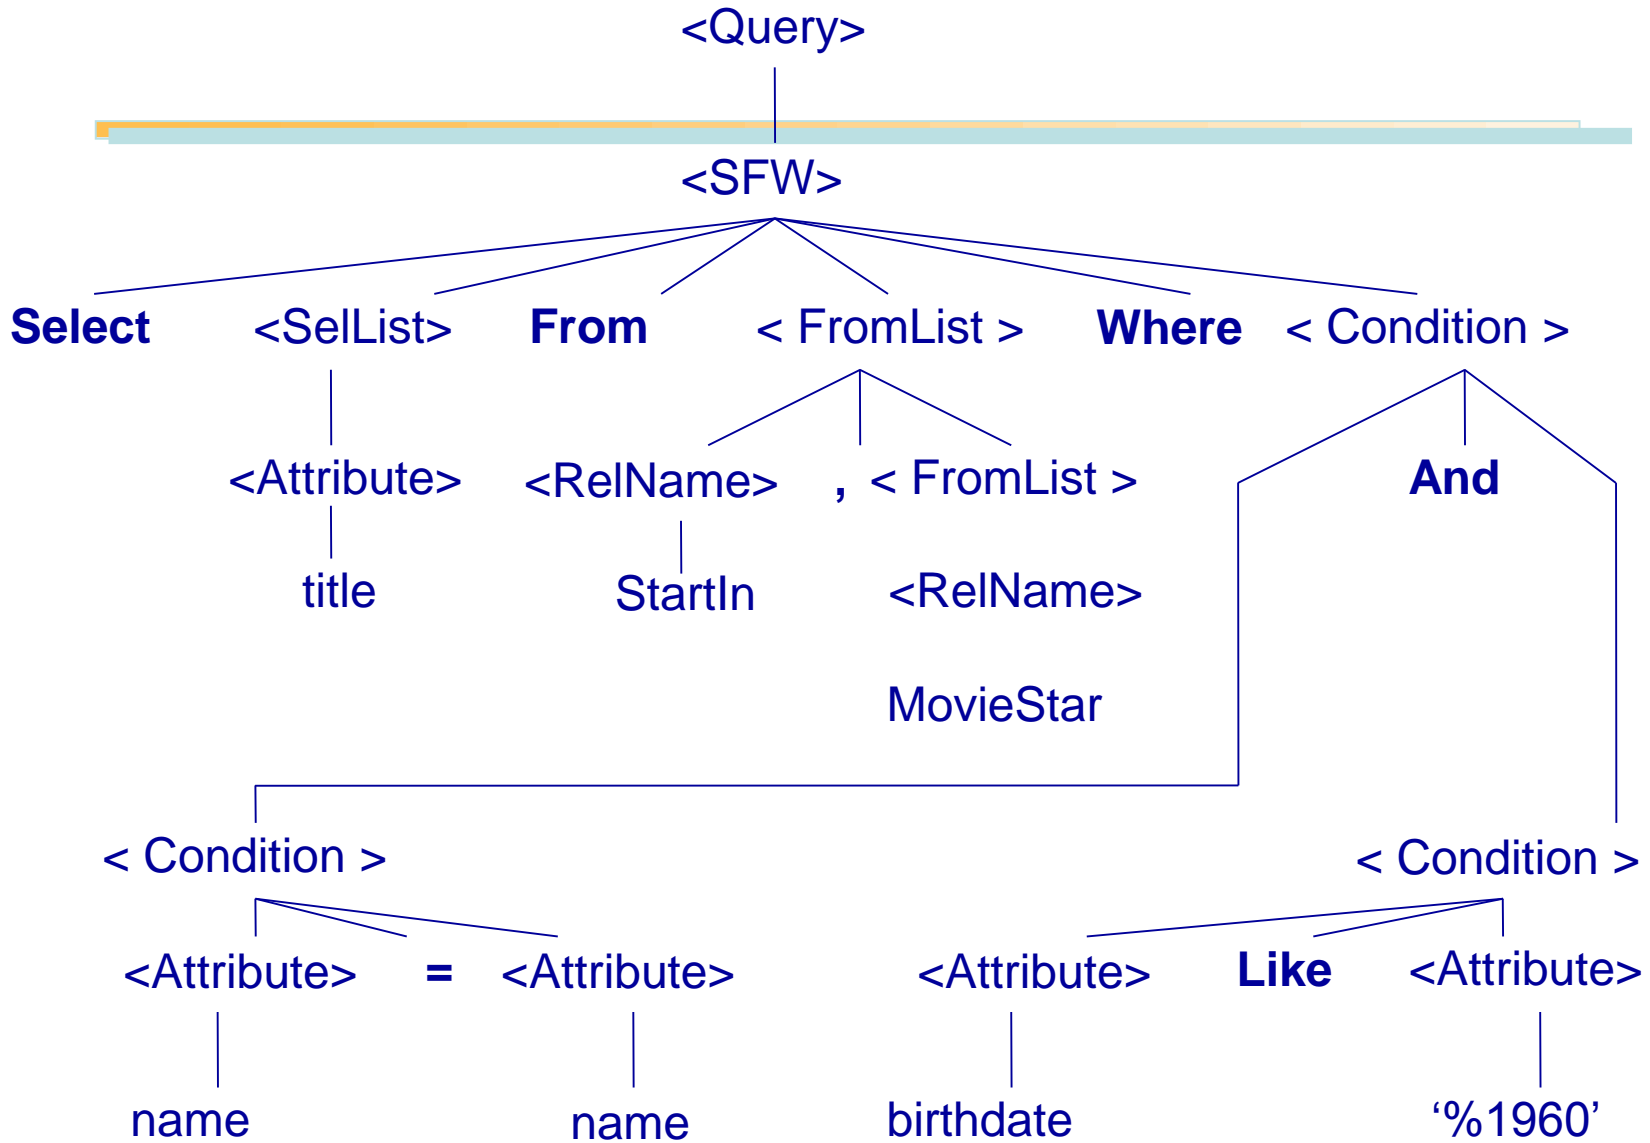 <Query>
<SFW>
Select <SelList> From < FromList > Where < Condition >
<Attribute> <RelName> , < FromList > And
title StartIn <RelName>
MovieStar
< Condition > < Condition >
<Attribute> = <Attribute> <Attribute> Like <Attribute>
name name birthdate ‘%1960’